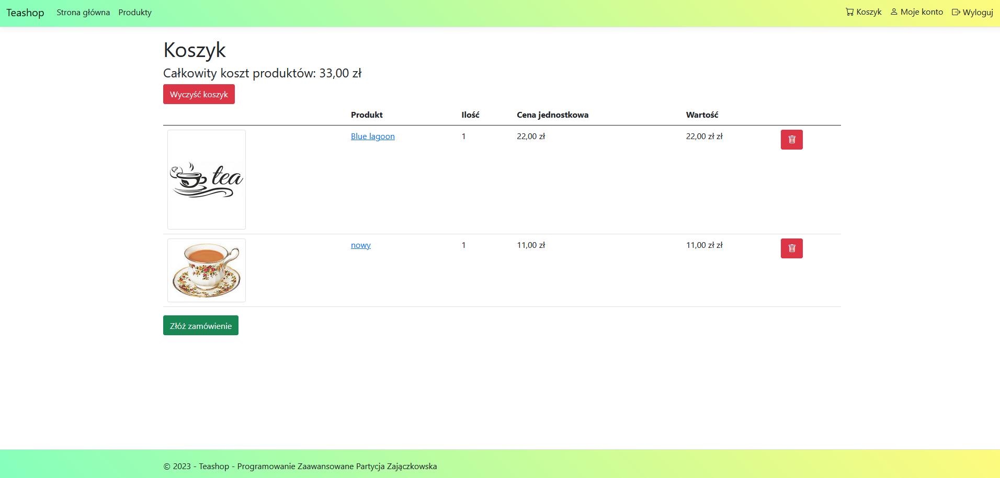 Teashop Strona główna Produkty Koszyk Moje konto Wyloguj
Koszyk
Całkowity koszt produktów: 33,00 zł
Wyczyść koszyk
Produkt Ilość Cena jednostkowa Wartość
Blue lagoon 1 22,00 zł 22,00 zł zł
tea
nowy 1 11,00 zł 11,00 zł zł
Złóż zamówienie
© 2023 - Teashop - Programowanie Zaawansowane Partycja Zajączkowska